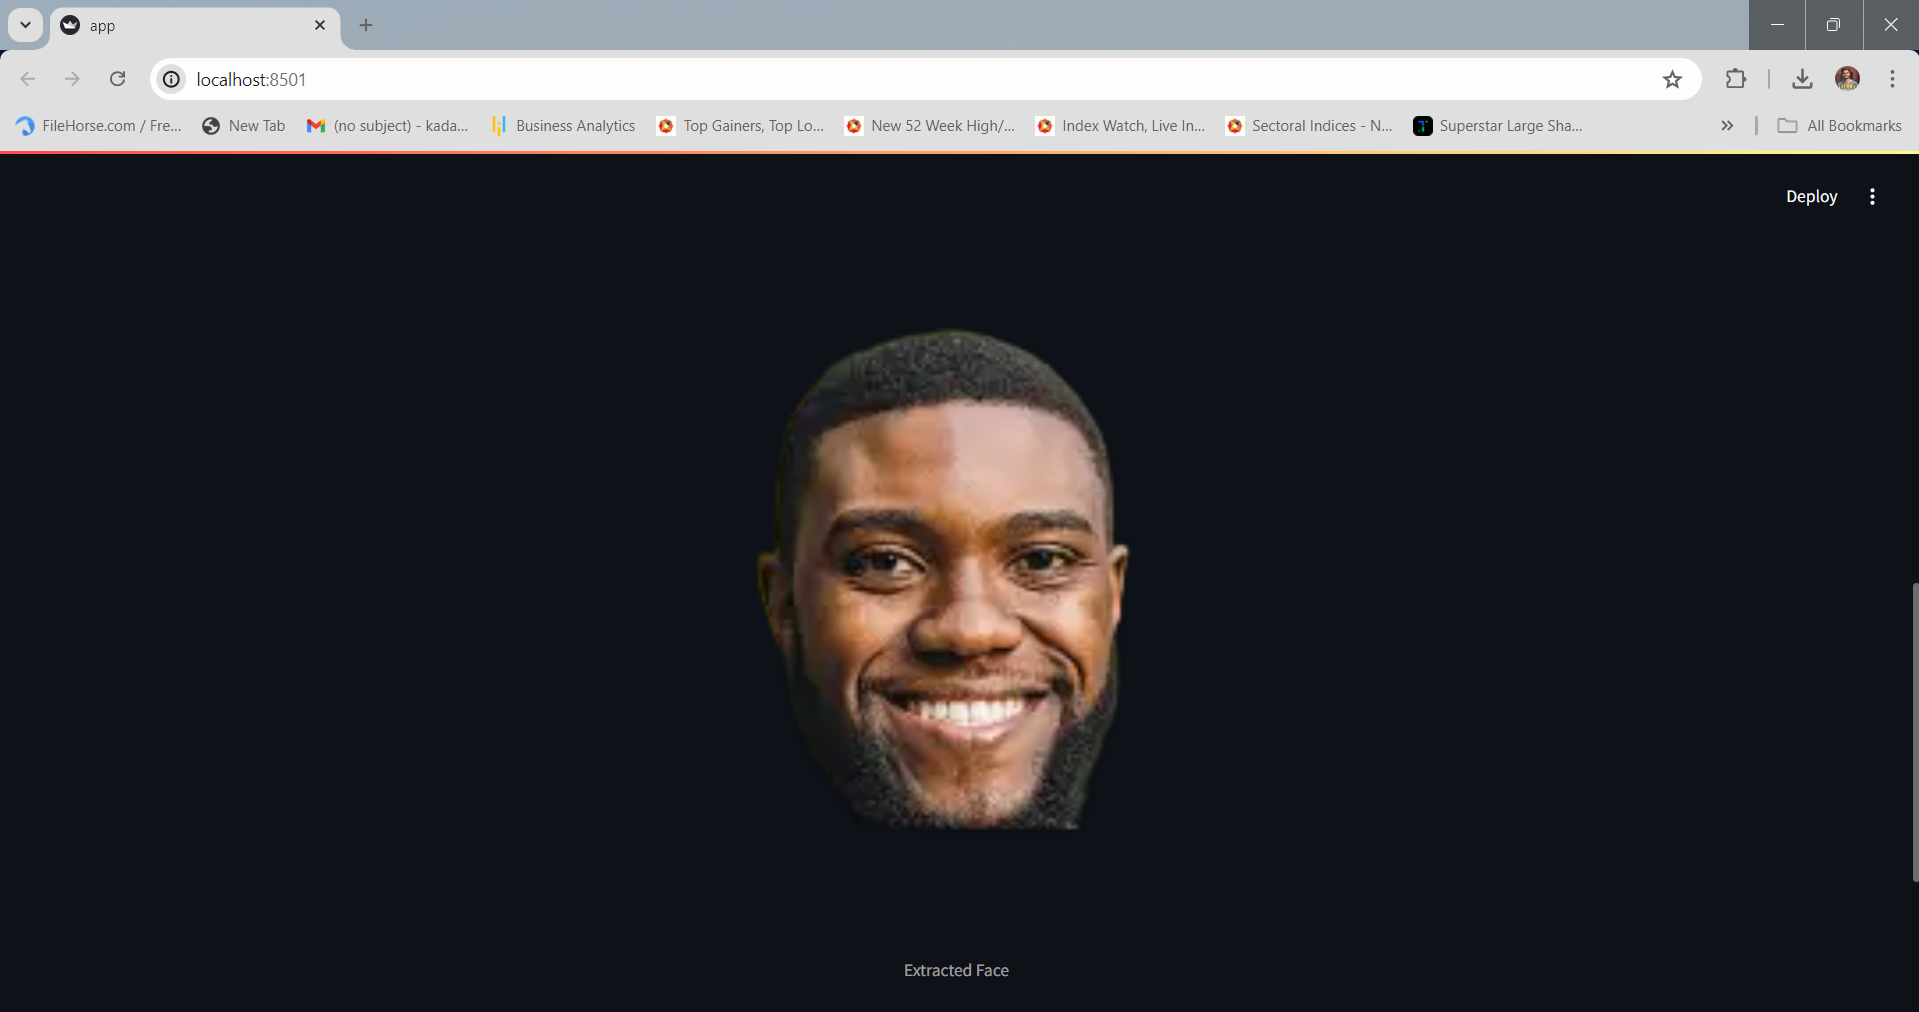 app
localhost:8501
FileHorse.com / Fre...
New Tab
(no subject) - kada...
Business Analytics
Top Gainers, Top Lo...
New 52 Week High/...
Index Watch, Live In...
Sectoral Indices - N...
Superstar Large Sha...
All Bookmarks
Deploy
Extracted Face